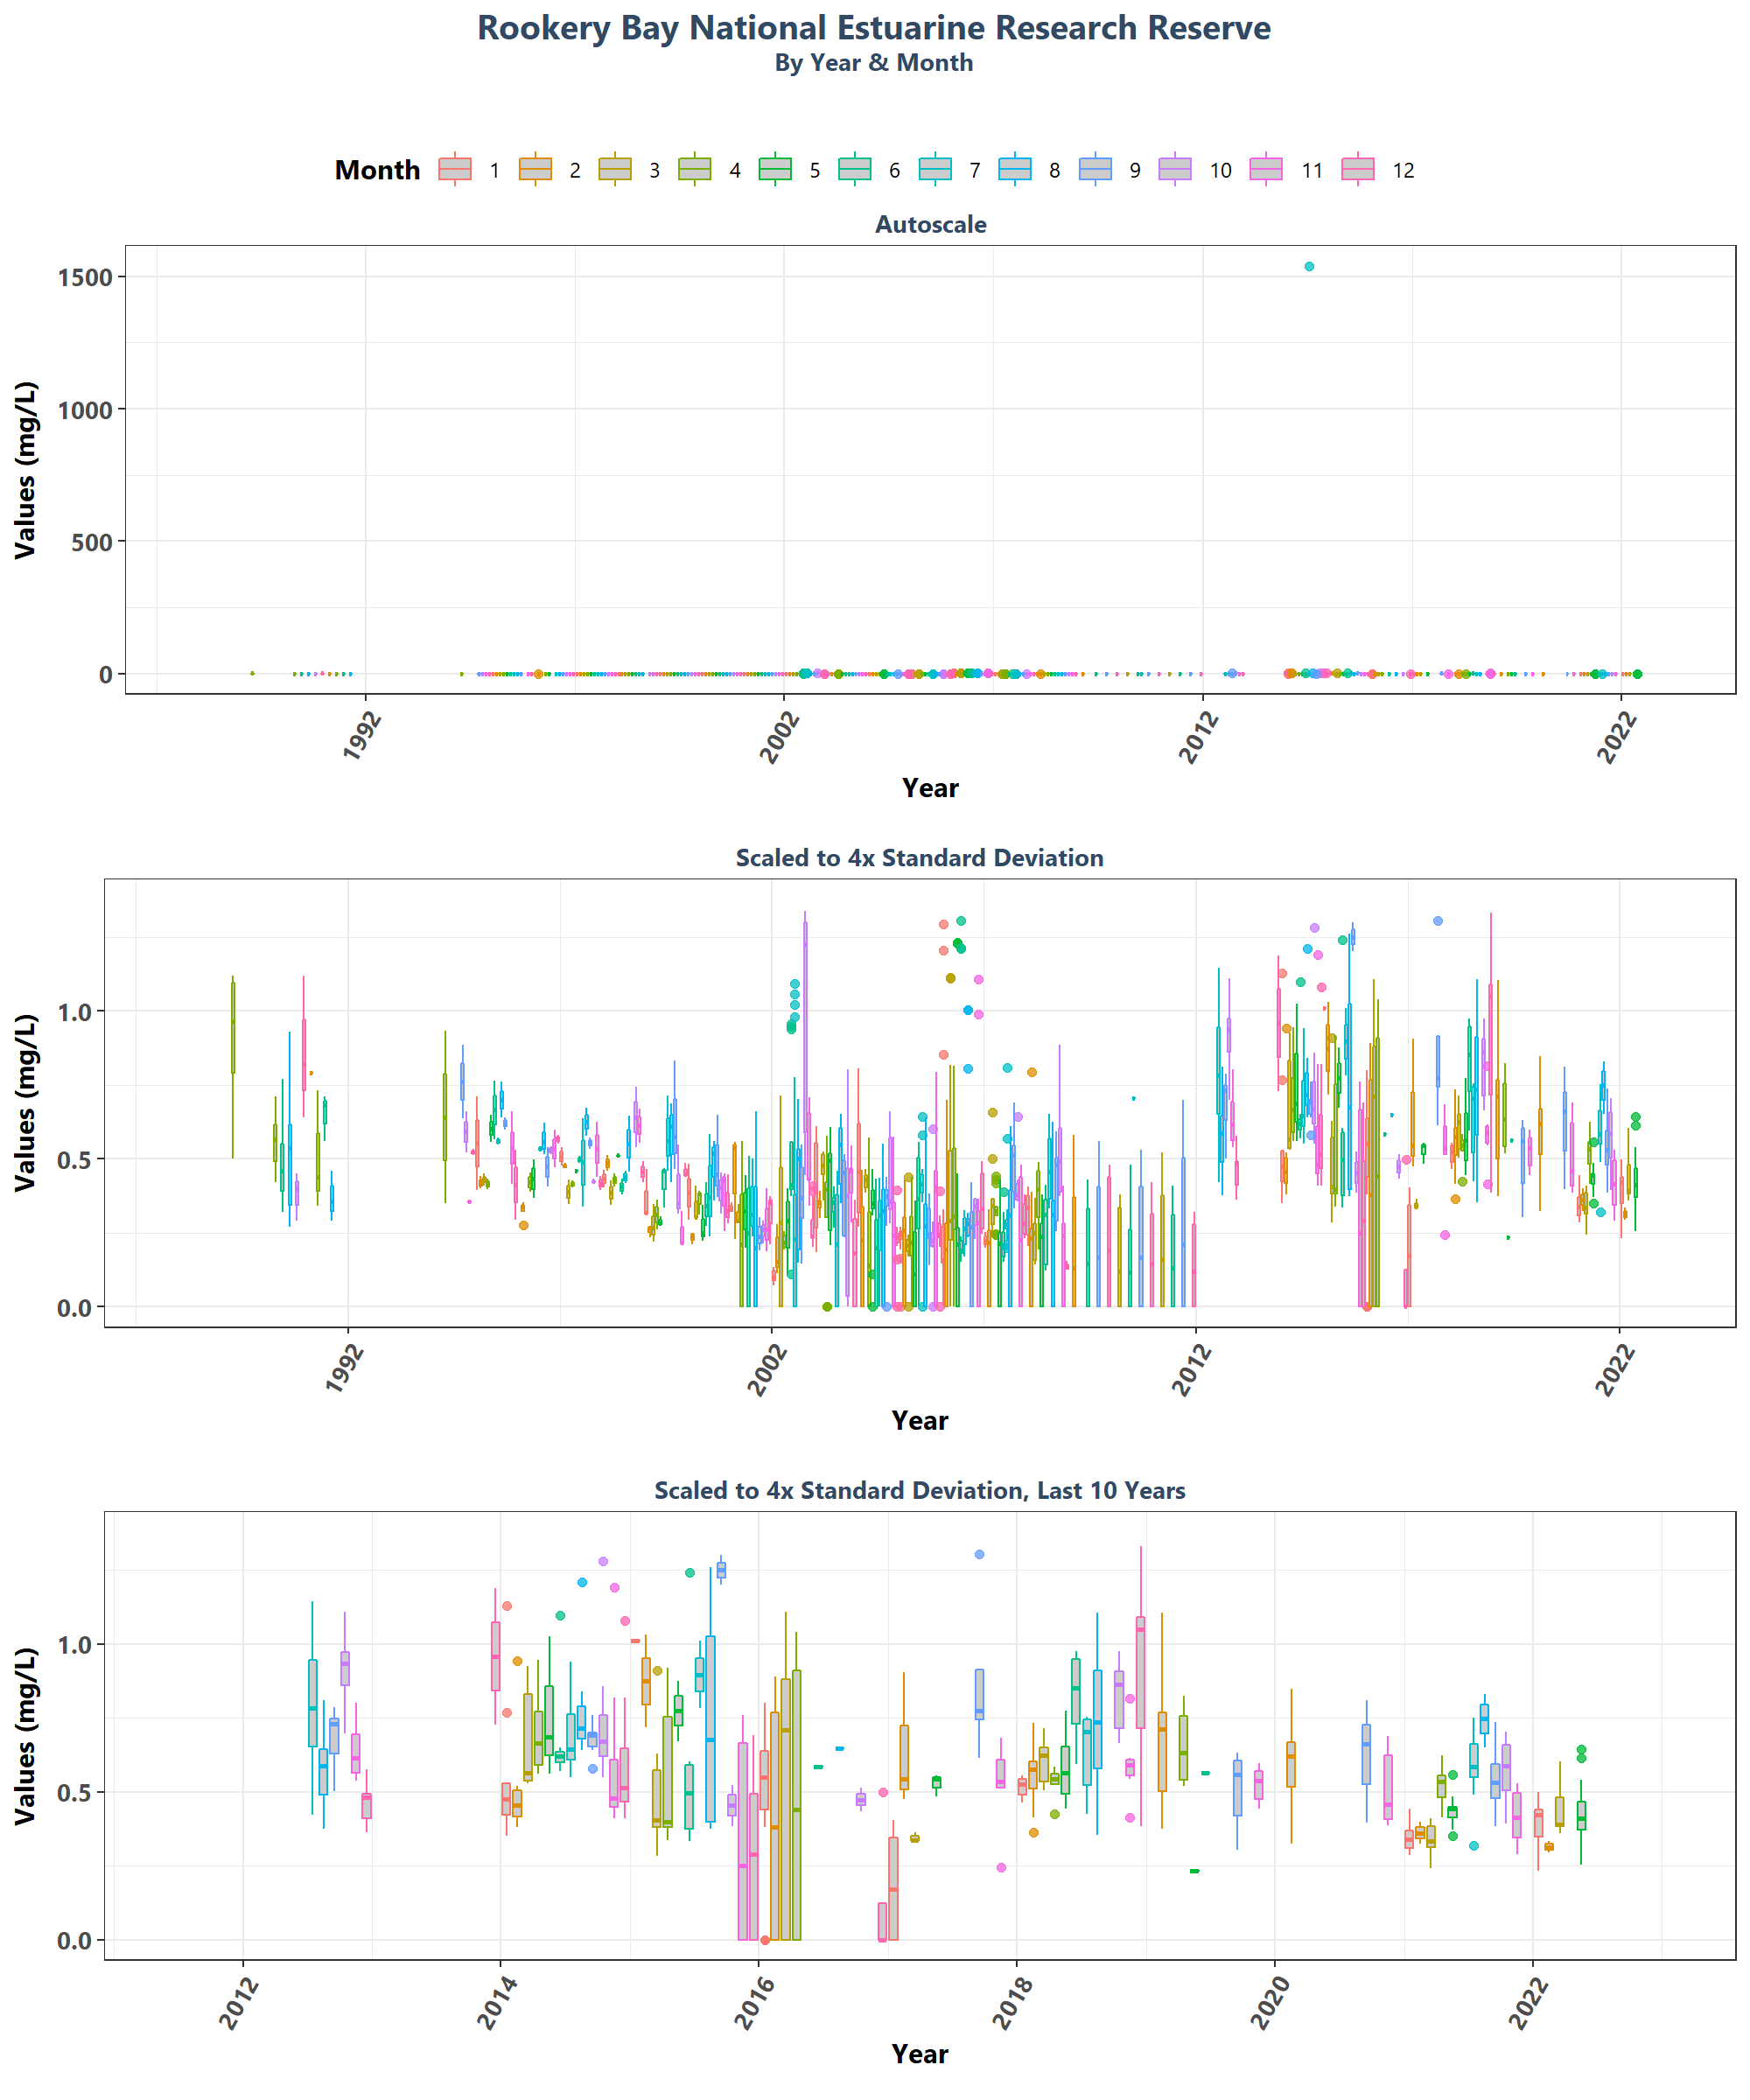 Rookery Bay National Estuarine Research Reserve
By Year & Month
Month 1 2 3 4 5 6 7 8 9 10 11 12
Autoscale
Values (mg/L)
1500
1000
500
0
1992 2002 2012 2022
Year
Scaled to 4x Standard Deviation
Values (mg/L)
1.0
0.5
0.0
1992 2002 2012 2022
Year
Scaled to 4x Standard Deviation, Last 10 Years
Values (mg/L)
1.0
0.5
0.0
2012 2014 2016 2018 2020 2022
Year